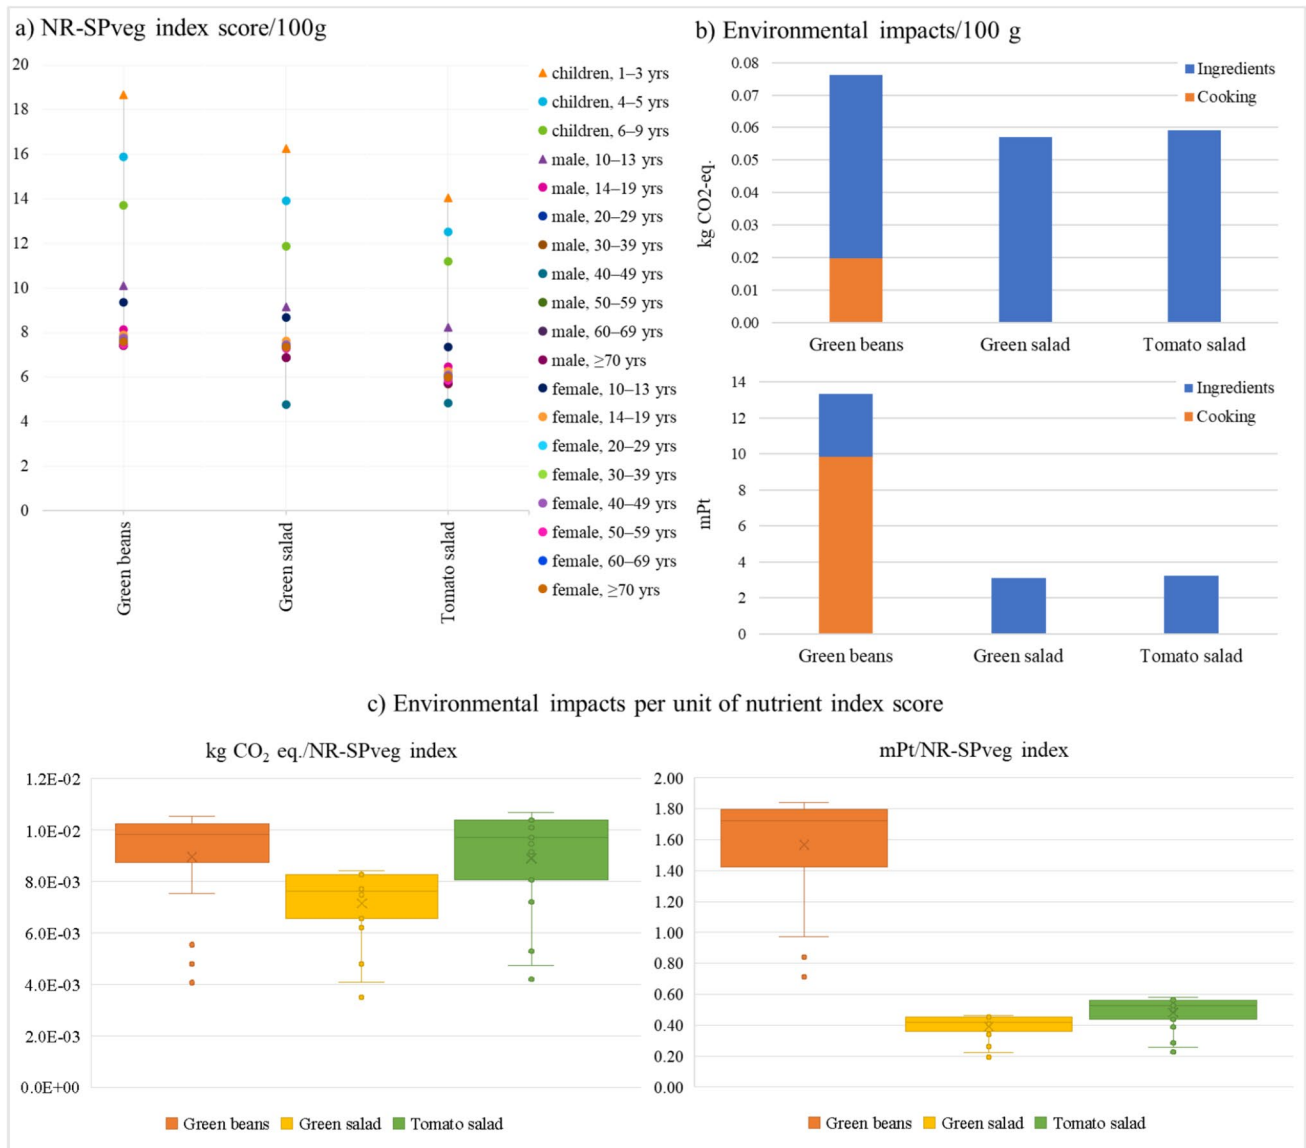 a) NR-SPveg index score/100g
20
18
16
14
12
10
8
6
4
2
0
Green beans
Green salad
Tomato salad
children, 1–3 yrs
children, 4–5 yrs
children, 6–9 yrs
male, 10–13 yrs
male, 14–19 yrs
male, 20–29 yrs
male, 30–39 yrs
male, 40–49 yrs
male, 50–59 yrs
male, 60–69 yrs
male, ≥70 yrs
female, 10–13 yrs
female, 14–19 yrs
female, 20–29 yrs
female, 30–39 yrs
female, 40–49 yrs
female, 50–59 yrs
female, 60–69 yrs
female, ≥70 yrs
b) Environmental impacts/100 g
kg CO2-eq.
0.08
0.07
0.06
0.05
0.04
0.03
0.02
0.01
0.00
Ingredients
Cooking
Green beans Green salad Tomato salad
mPt
14
12
10
8
6
4
2
0
Ingredients
Cooking
Green beans Green salad Tomato salad
c) Environmental impacts per unit of nutrient index score
kg CO₂ eq./NR-SPveg index
1.2E-02
1.0E-02
8.0E-03
6.0E-03
4.0E-03
2.0E-03
0.0E+00
Green beans Green salad Tomato salad
mPt/NR-SPveg index
2.00
1.80
1.60
1.40
1.20
1.00
0.80
0.60
0.40
0.20
0.00
Green beans Green salad Tomato salad